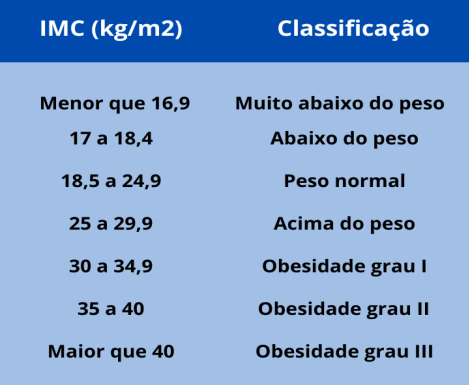 IMC (kg/m2) Classificação
Menor que 16,9 Muito abaixo do peso
17 a 18,4 Abaixo do peso
18,5 a 24,9 Peso normal
25 a 29,9 Acima do peso
30 a 34,9 Obesidade grau I
35 a 40 Obesidade grau II
Maior que 40 Obesidade grau III